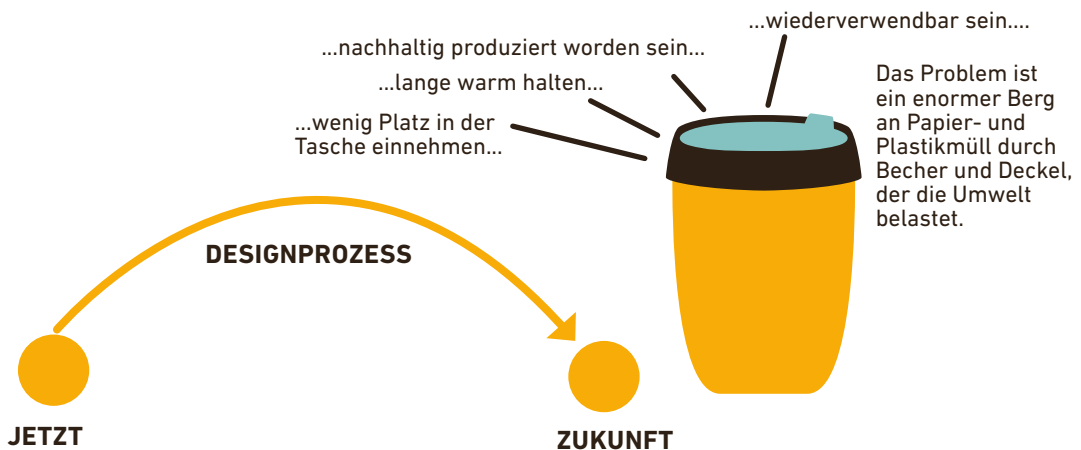 ...wiederverwendbar sein....
...nachhaltig produziert worden sein...
...lange warm halten...
...wenig Platz in der
Tasche einnehmen...
Das Problem ist
ein enormer Berg
an Papier- und
Plastikmüll durch
Becher und Deckel,
der die Umwelt
belastet.
DESIGNPROZESS
JETZT
ZUKUNFT